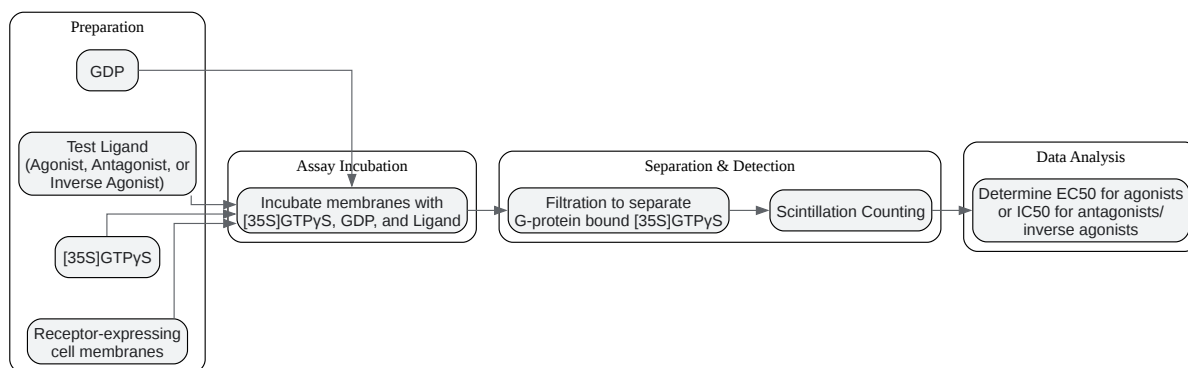 Preparation
GDP
Test Ligand
(Agonist, Antagonist, or
Inverse Agonist)
[35S]GTPγS
Receptor-expressing
cell membranes
Assay Incubation
Incubate membranes with
[35S]GTPγS, GDP, and Ligand
Separation & Detection
Filtration to separate
G-protein bound [35S]GTPγS
Scintillation Counting
Data Analysis
Determine EC50 for agonists
or IC50 for antagonists/
inverse agonists